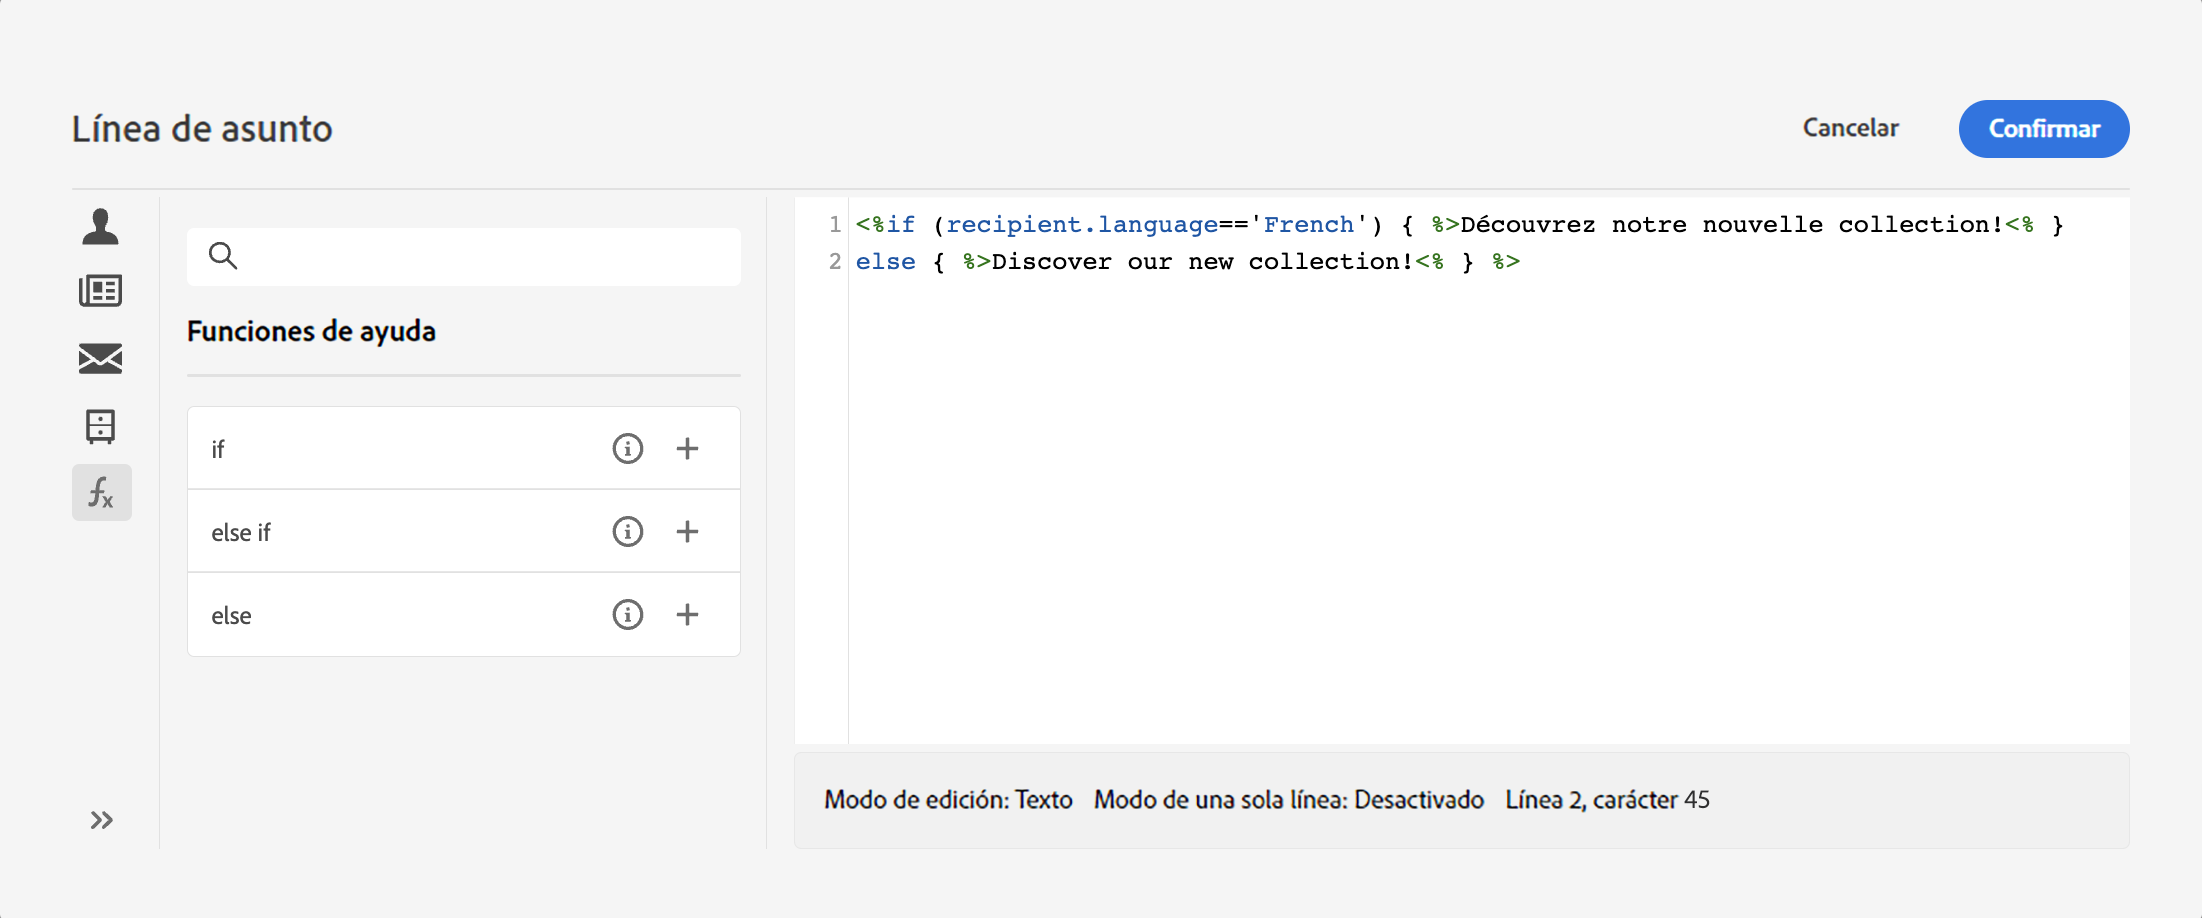 Línea de asunto
Cancelar
Confirmar
Funciones de ayuda
if
else if
else
1 <%if (recipient.language=='French') { %>Découvrez notre nouvelle collection!<% }
2 else { %>Discover our new collection!<% } %>
Modo de edición: Texto Modo de una sola línea: Desactivado Línea 2, carácter 45